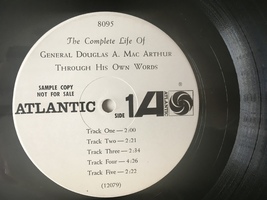 8095
The Complete Life Of
GENERAL DOUGLAS A. MAC ARTHUR
THROUGH HIS OWN WORDS
SAMPLE COPY
NOT FOR SALE
ATLANTIC
SIDE 1
A
ATLANTIC
Track One — 2:00
Track Two — 2:21
Track Three — 2:34
Track Four — 4:26
Track Five — 2:22
(12079)